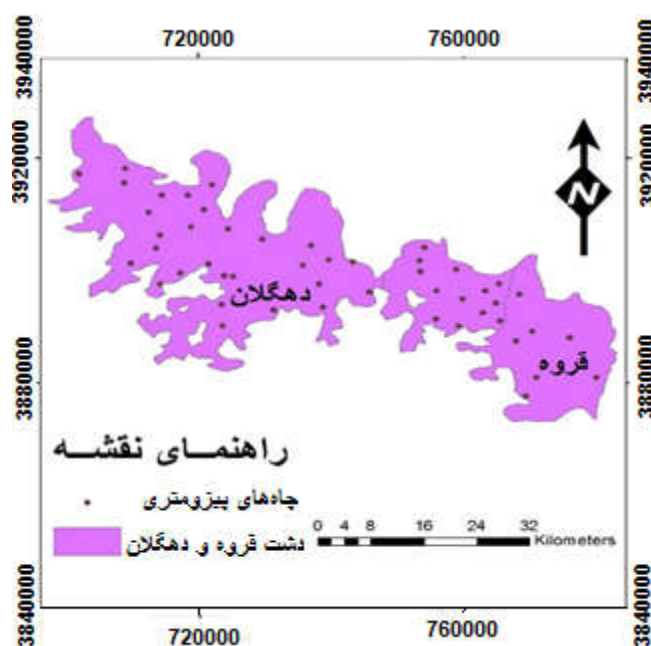 720000 760000
3940000 3940000
3920000 3920000
N
دهگلان
قروه
3880000 3880000
راهنمـای نقشـــه
چاه‌های پیزومتری
دشت قروه و دهگلان
0 4 8 16 24 32
Kilometers
3840000 3840000
720000 760000